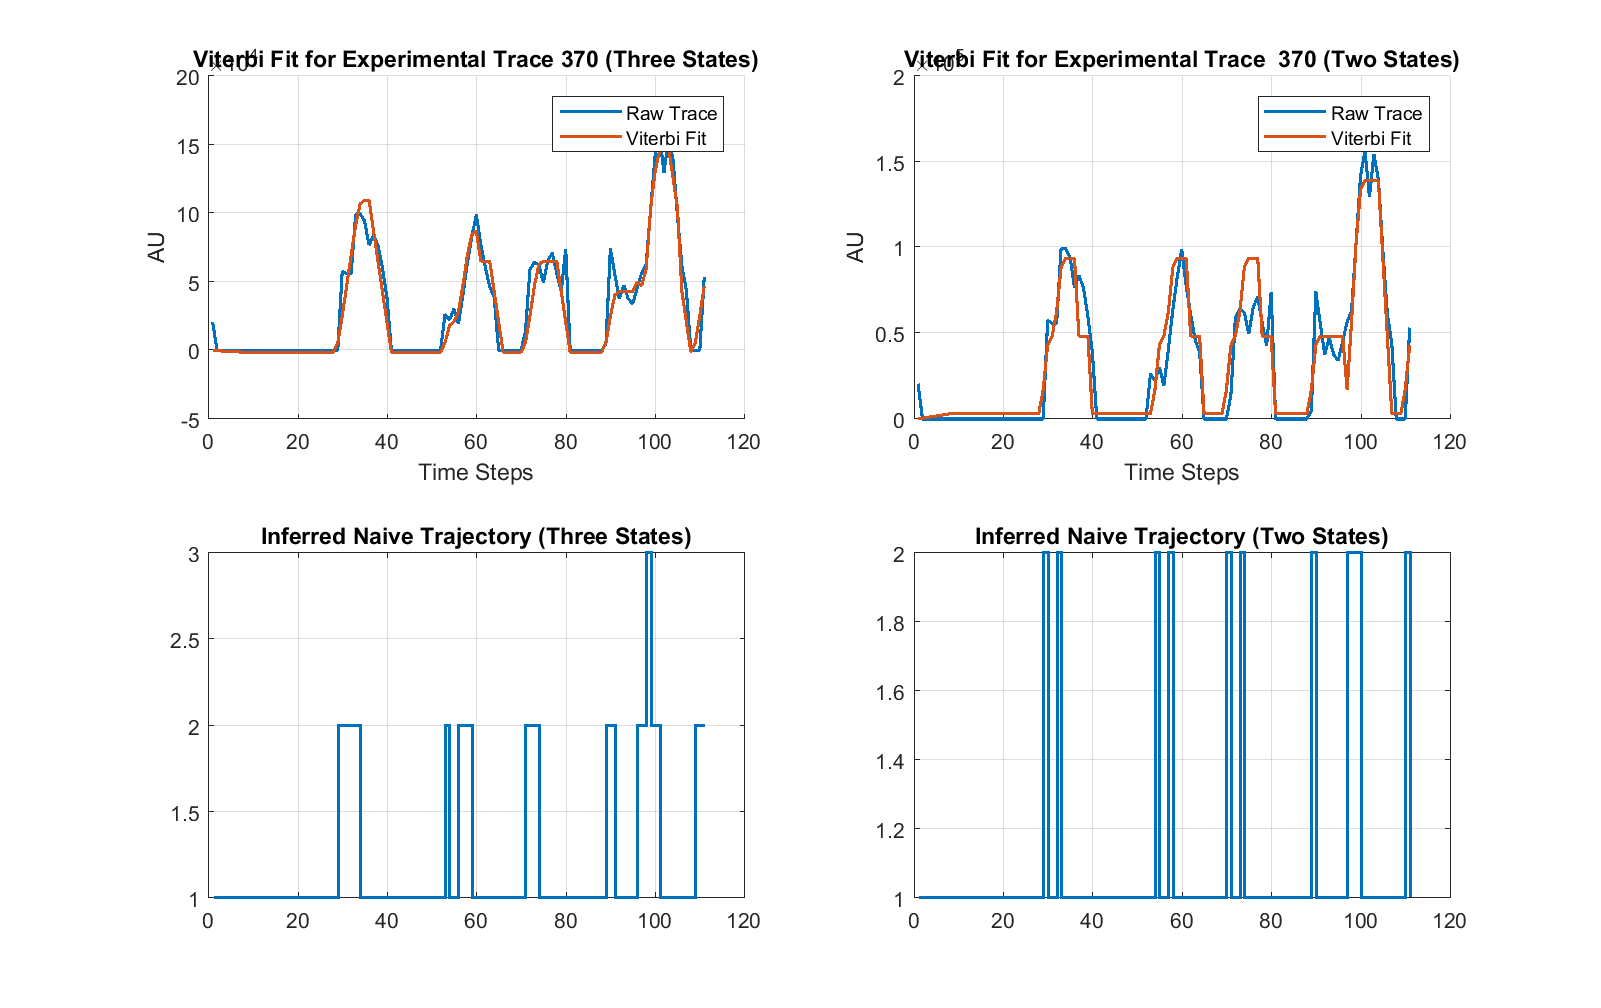 Viterbi Fit for Experimental Trace 370 (Three States)
20
15
10
5
0
-5
AU
Raw Trace
Viterbi Fit
0 20 40 60 80 100 120
Time Steps
Viterbi Fit for Experimental Trace 370 (Two States)
2
1.5
1
0.5
0
AU
Raw Trace
Viterbi Fit
0 20 40 60 80 100 120
Time Steps
Inferred Naive Trajectory (Three States)
3
2.5
2
1.5
1
0 20 40 60 80 100 120
Inferred Naive Trajectory (Two States)
2
1.8
1.6
1.4
1.2
1
0 20 40 60 80 100 120